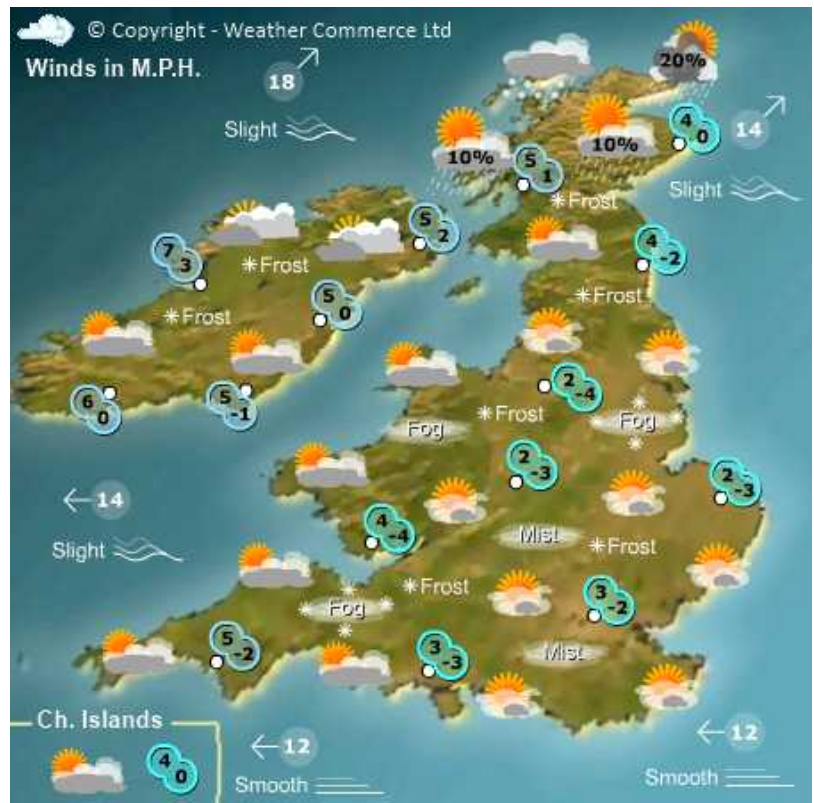 © Copyright - Weather Commerce Ltd
Winds in M.P.H.
18
20%
Slight
4
0
14
10%
10%
5
1
Slight
Frost
5
2
7
-3
4
-2
Frost
Frost
Frost
5
0
2
-4
6
0
5
-1
Frost
Fog
Fog
2
-3
2
-3
14
4
-4
Mist
Frost
Slight
Frost
3
-2
Fog
5
-2
3
-3
Mist
Ch. Islands
12
12
4
0
Smooth
Smooth